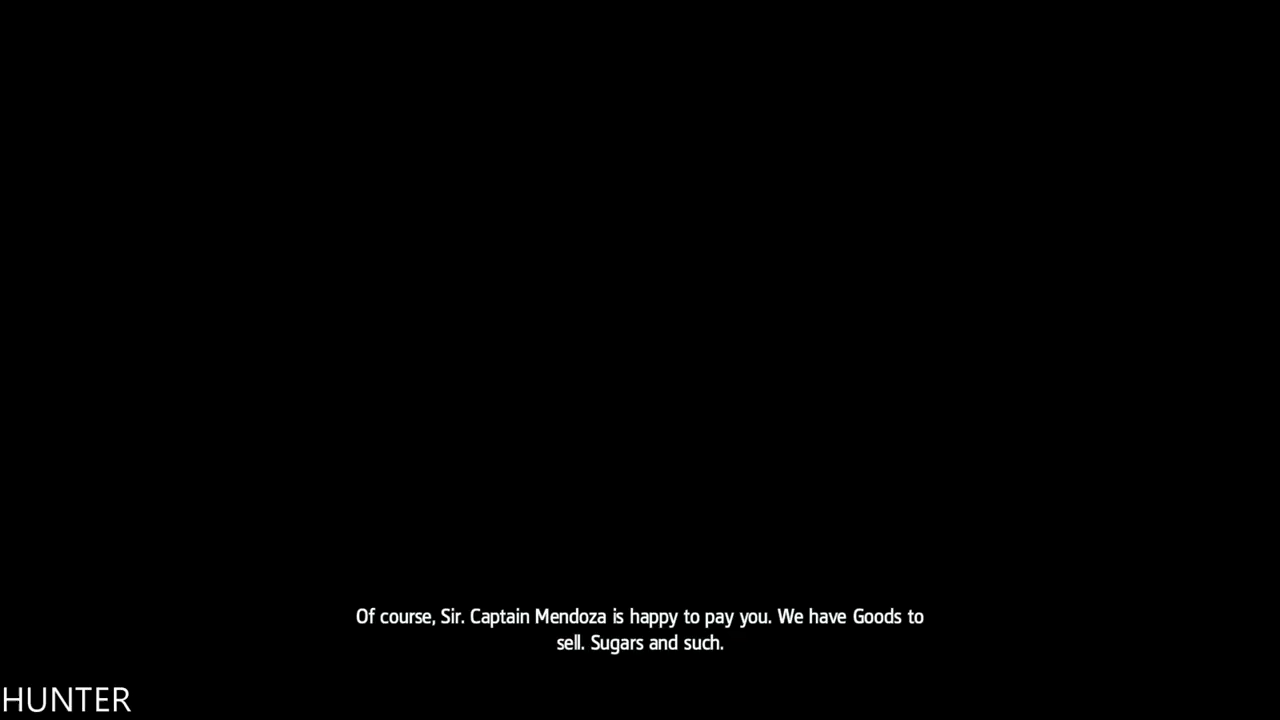 Of course, Sir. Captain Mendoza is happy to pay you. We have Goods to
sell. Sugars and such.
HUNTER